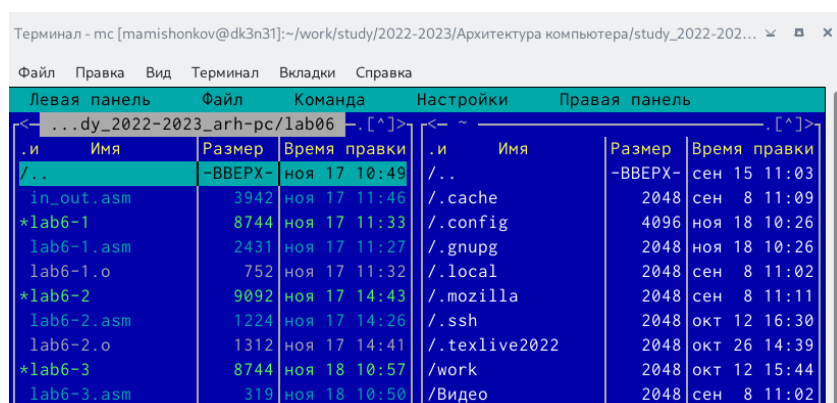 Терминал - mc [mamishonkov@dk3n31]:~/work/study/2022-2023/Архитектура компьютера/study_2022-202...
Файл Правка Вид Терминал Вкладки Справка
Левая панель Файл Команда Настройки Правая панель
<─ ...dy_2022-2023_arh-pc/lab06 ─.[^]> <─ ~ ─.[^]>
.и Имя Размер Время правки .и Имя Размер Время правки
/.. -ВВЕРХ- ноя 17 10:49 /.. -ВВЕРХ- сен 15 11:03
in_out.asm 3942 ноя 17 11:46 /.cache 2048 сен 8 11:09
*lab6-1 8744 ноя 17 11:33 /.config 4096 ноя 18 10:26
lab6-1.asm 2431 ноя 17 11:27 /.gnupg 2048 ноя 18 10:26
lab6-1.o 752 ноя 17 11:32 /.local 2048 сен 8 11:02
*lab6-2 9092 ноя 17 14:43 /.mozilla 2048 сен 8 11:11
lab6-2.asm 1224 ноя 17 14:26 /.ssh 2048 окт 12 16:30
lab6-2.o 1312 ноя 17 14:41 /.texlive2022 2048 окт 26 14:39
*lab6-3 8744 ноя 18 10:57 /work 2048 окт 12 15:44
lab6-3.asm 319 ноя 18 10:50 /Видео 2048 сен 8 11:02